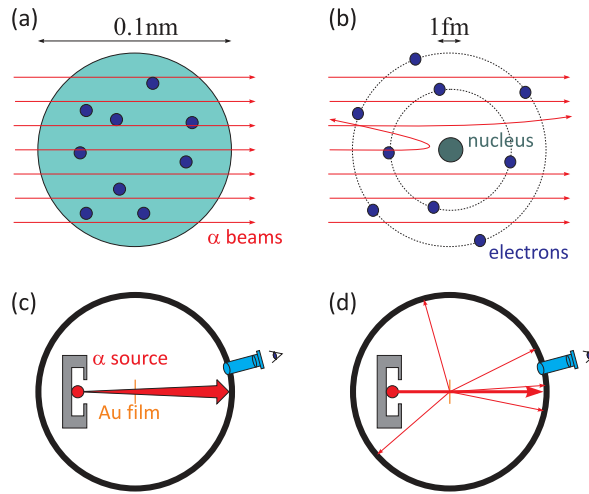 (a)
0.1nm
α beams
(b)
1fm
nucleus
electrons
(c)
α source
Au film
(d)